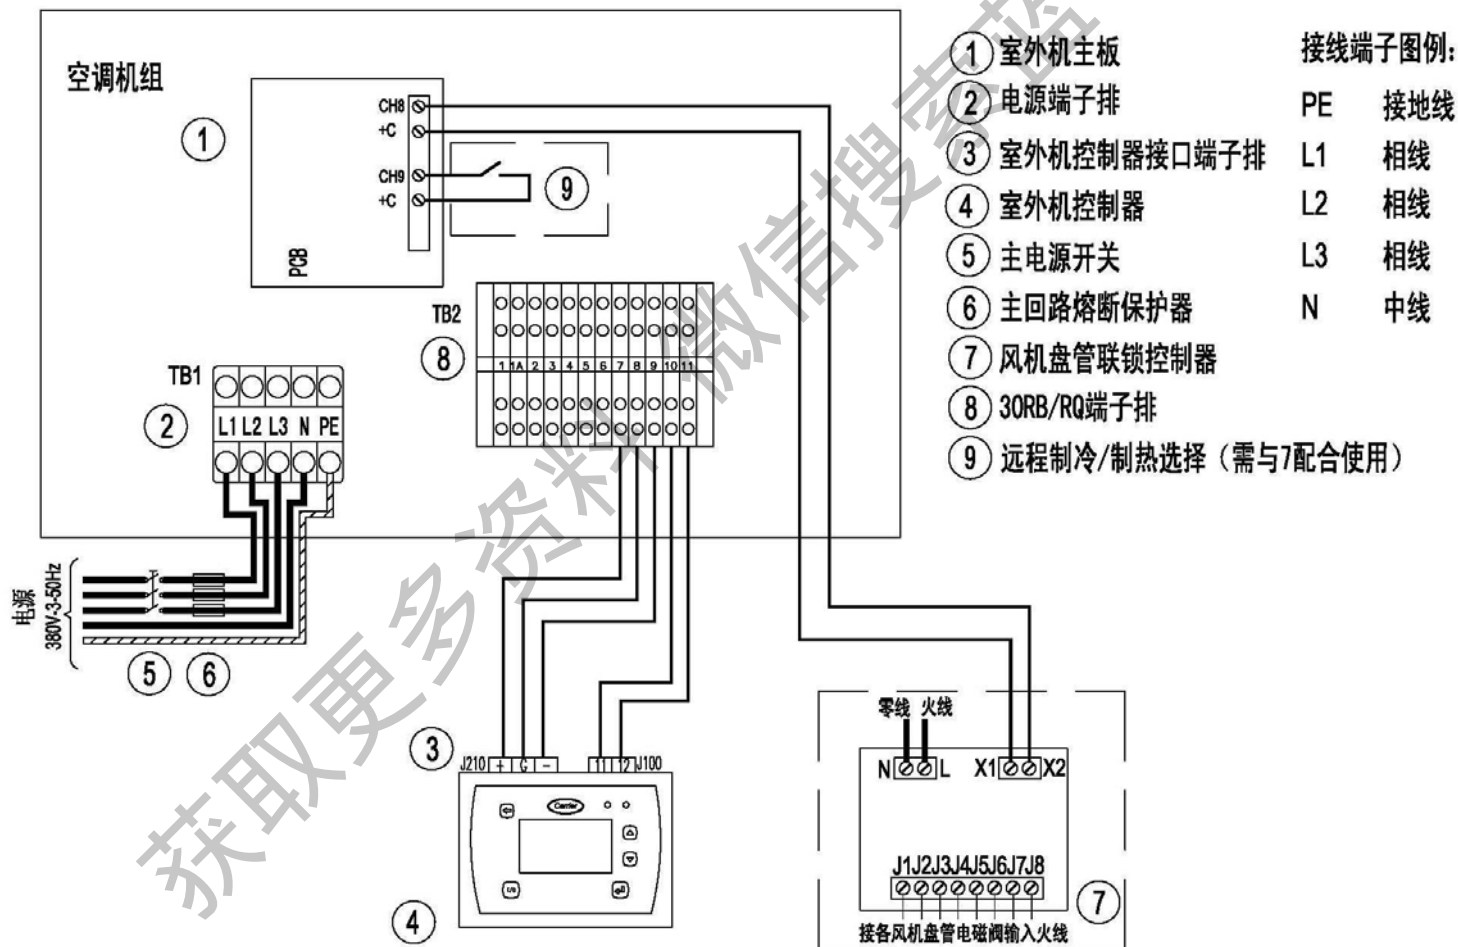 空调机组
①
CH8
+C
CH9
+C
⑨
PCB
TB2
⑧
1 1A 2 3 4 5 6 7 8 9 10 11
TB1
②
L1 L2 L3 N PE
电源
380V-3-50Hz
⑤ ⑥
③
J210 + G - 11 12 J100
Carrier
④
零线 火线
N L X1 X2
J1J2J3J4J5J6J7J8
⑦
接各风机盘管电磁阀输入火线
① 室外机主板
② 电源端子排
③ 室外机控制器接口端子排
④ 室外机控制器
⑤ 主电源开关
⑥ 主回路熔断保护器
⑦ 风机盘管联锁控制器
⑧ 30RB/RQ端子排
⑨ 远程制冷/制热选择（需与7配合使用）
接线端子图例：
PE 接地线
L1 相线
L2 相线
L3 相线
N 中线
获取更多资料 微信搜索蓝